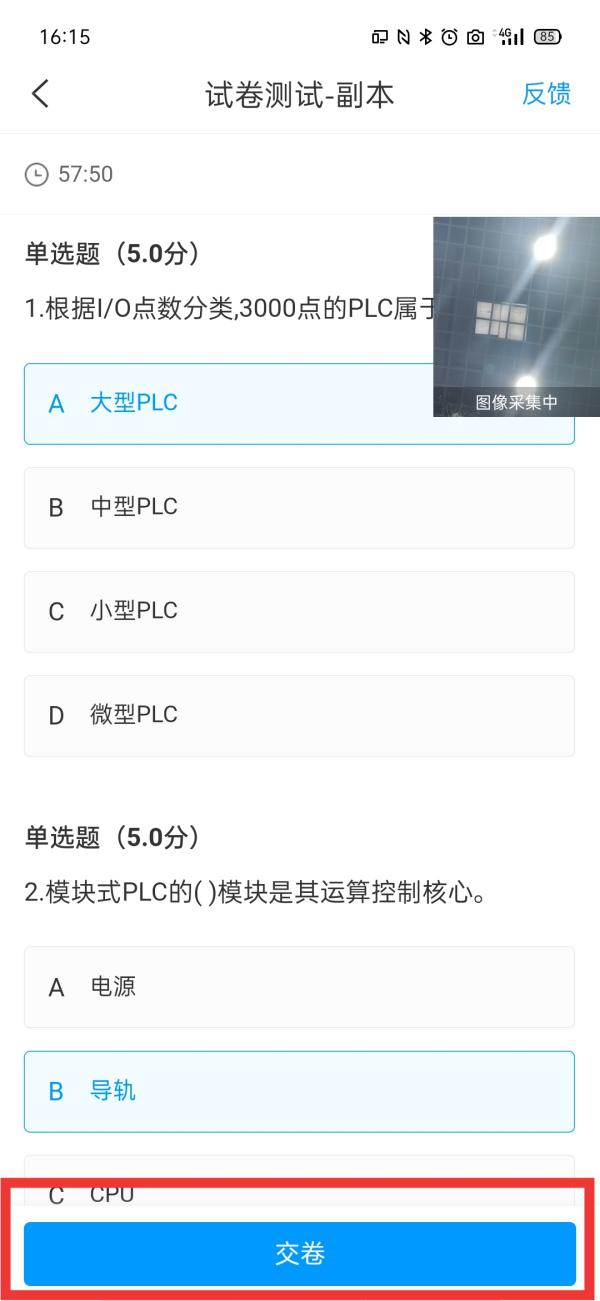 16:15
4G
85
试卷测试-副本
反馈
57:50
单选题（5.0分）
1.根据I/O点数分类,3000点的PLC属于
图像采集中
A 大型PLC
B 中型PLC
C 小型PLC
D 微型PLC
单选题（5.0分）
2.模块式PLC的( )模块是其运算控制核心。
A 电源
B 导轨
C CPU
交卷